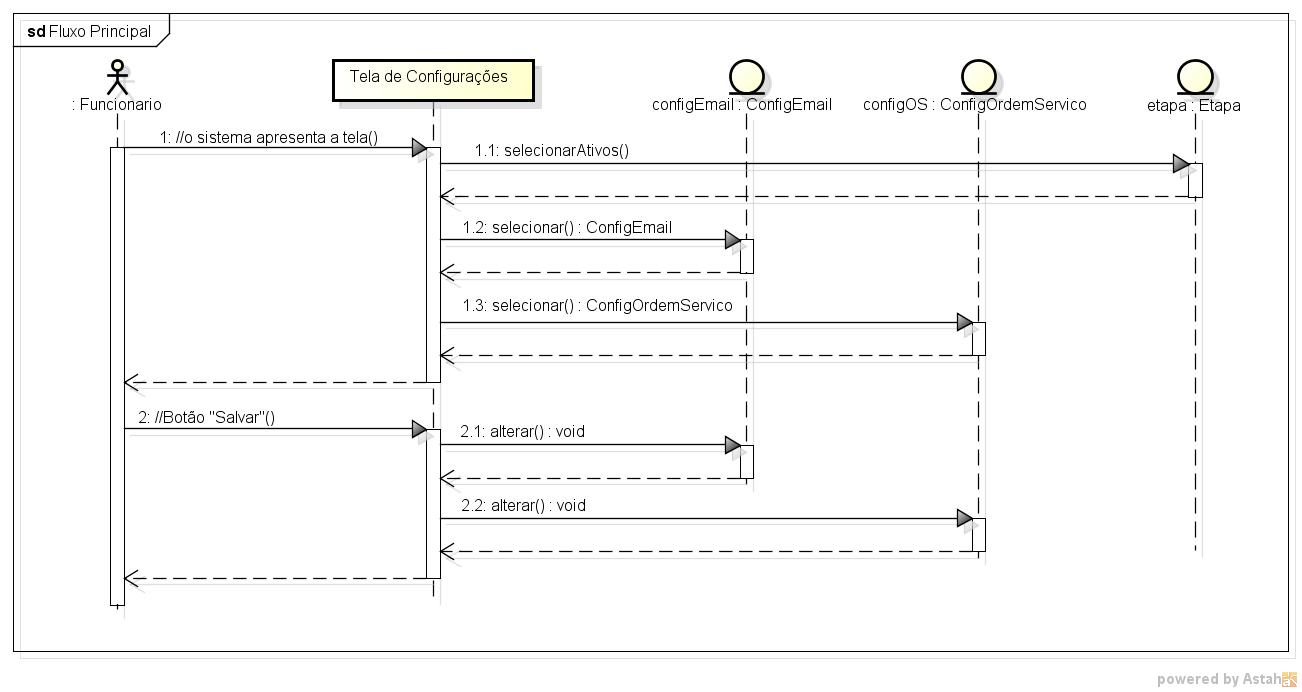 sd Fluxo Principal
: Funcionario
Tela de Configurações
configEmail : ConfigEmail
configOS : ConfigOrdemServico
etapa : Etapa
1: //o sistema apresenta a tela()
1.1: selecionarAtivos()
1.2: selecionar() : ConfigEmail
1.3: selecionar() : ConfigOrdemServico
2: //Botão "Salvar"()
2.1: alterar() : void
2.2: alterar() : void
powered by Astah